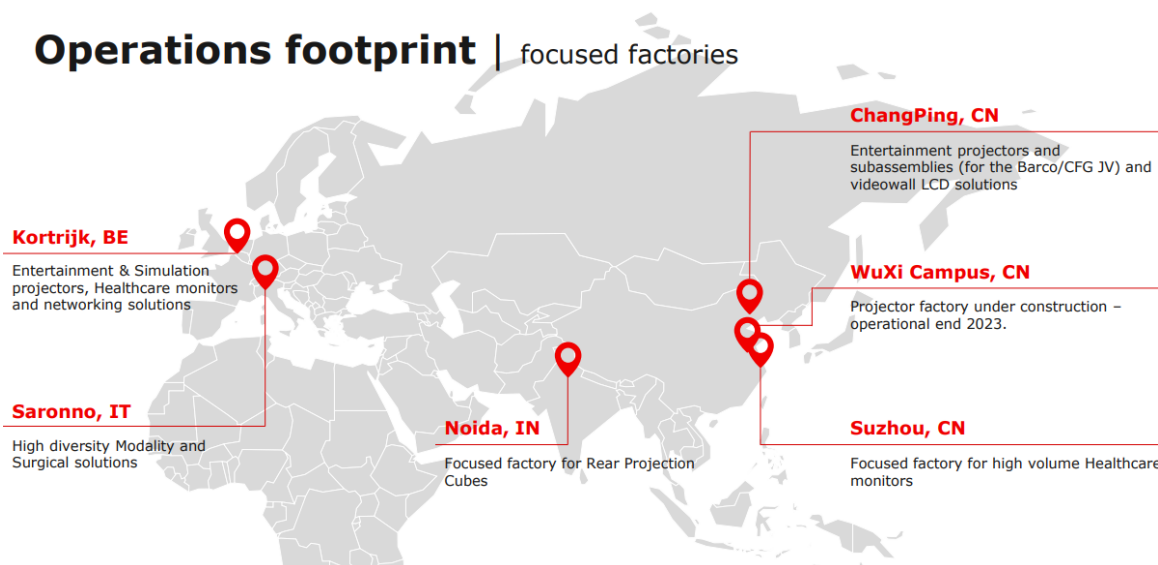 Operations footprint | focused factories
ChangPing, CN
Entertainment projectors and
subassemblies (for the Barco/CFG JV) and
videowall LCD solutions
Kortrijk, BE
Entertainment & Simulation
projectors, Healthcare monitors
and networking solutions
WuXi Campus, CN
Projector factory under construction –
operational end 2023.
Saronno, IT
High diversity Modality and
Surgical solutions
Noida, IN
Focused factory for Rear Projection
Cubes
Suzhou, CN
Focused factory for high volume Healthcare
monitors